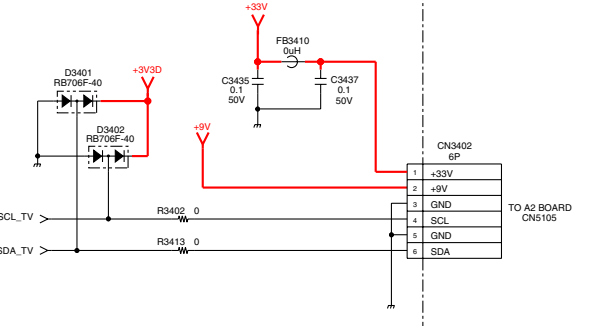 +33V
FB3410
0uH
D3401
RB706F-40
+3V3D
C3435
0.1
50V
C3437
0.1
50V
D3402
RB706F-40
+9V
CN3402
6P
1 +33V
2 +9V
3 GND
4 SCL
5 GND
6 SDA
TO A2 BOARD
CN5105
SCL_TV
R3402 0
SDA_TV
R3413 0